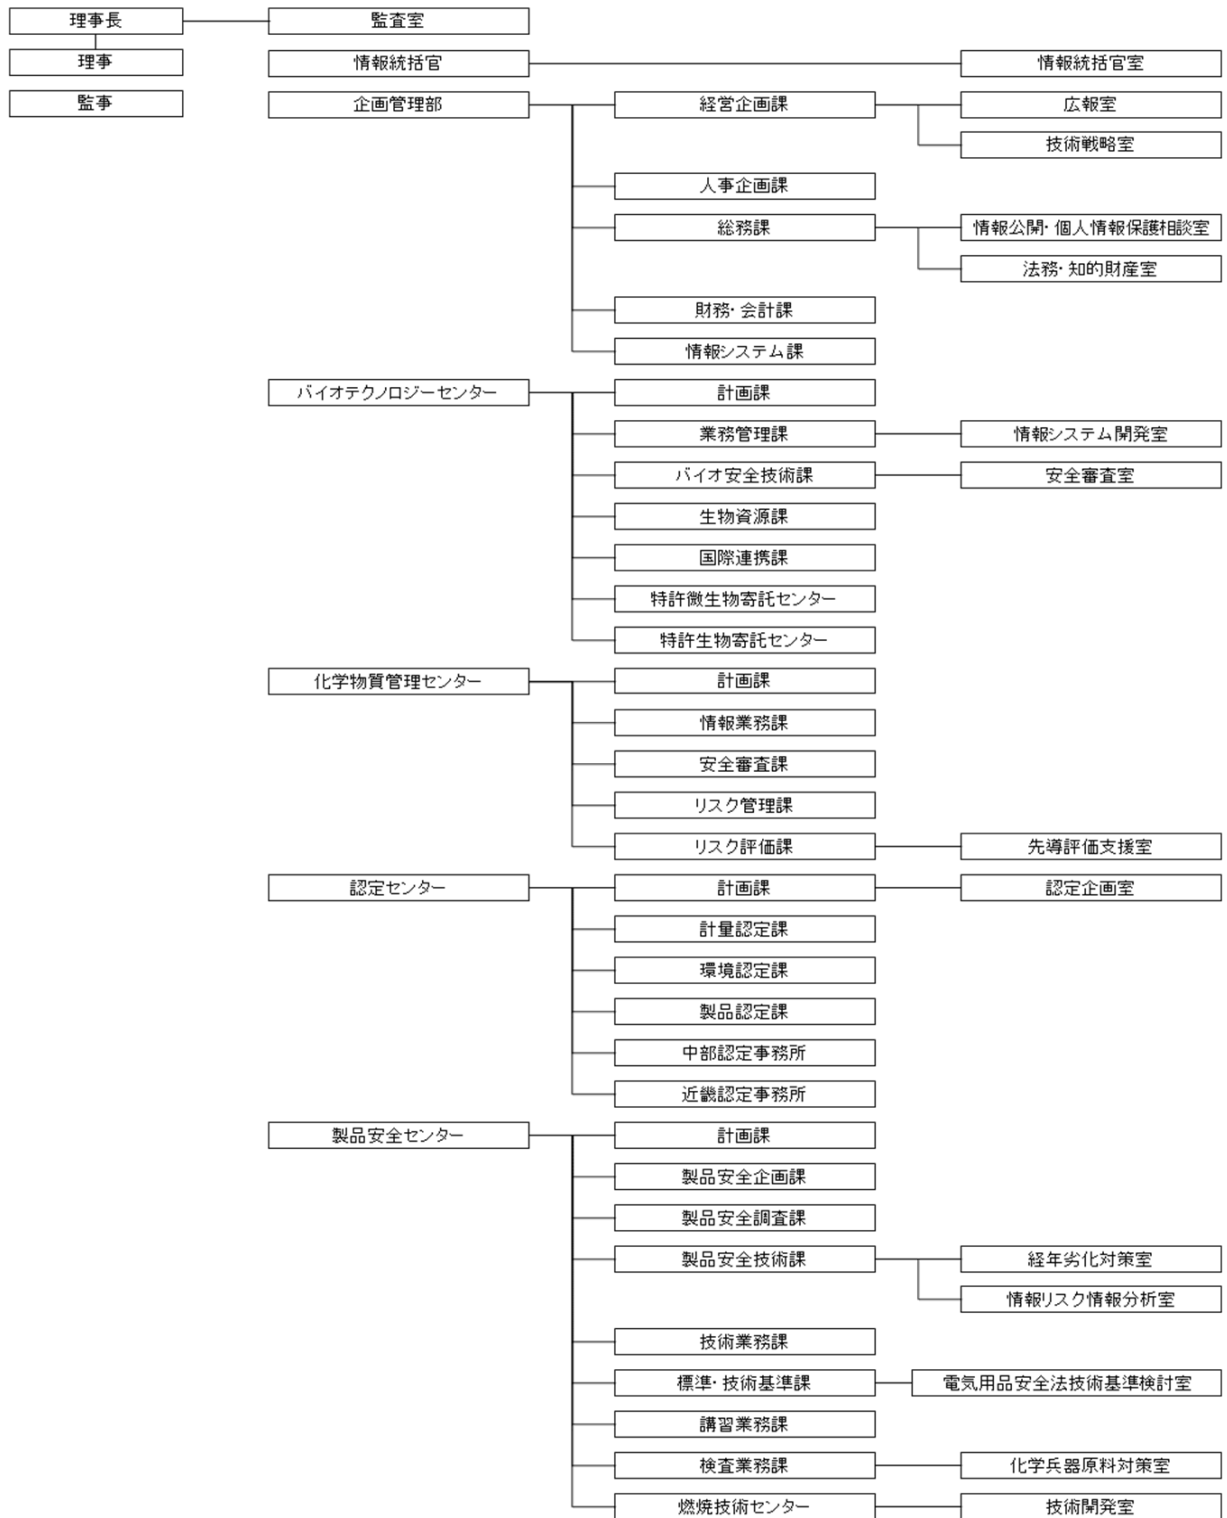 理事長 監査室
理事 情報統括官 情報統括官室
監事 企画管理部 経営企画課 広報室
技術戦略室
人事企画課
総務課 情報公開・個人情報保護相談室
法務・知的財産室
財務・会計課
情報システム課
バイオテクノロジーセンター 計画課
業務管理課 情報システム開発室
バイオ安全技術課 安全審査室
生物資源課
国際連携課
特許微生物寄託センター
特許生物寄託センター
化学物質管理センター 計画課
情報業務課
安全審査課
リスク管理課
リスク評価課 先導評価支援室
認定センター 計画課 認定企画室
計量認定課
環境認定課
製品認定課
中部認定事務所
近畿認定事務所
製品安全センター 計画課
製品安全企画課
製品安全調査課
製品安全技術課 経年劣化対策室
情報リスク情報分析室
技術業務課
標準・技術基準課 電気用品安全法技術基準検討室
講習業務課
検査業務課 化学兵器原料対策室
燃焼技術センター 技術開発室